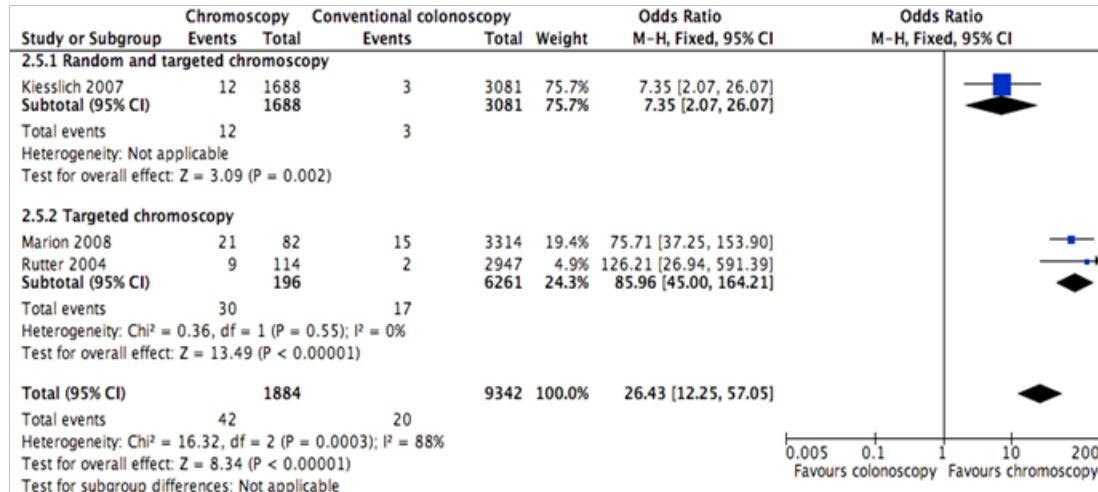 Chromoscopy Conventional colonoscopy Odds Ratio Odds Ratio
Study or Subgroup Events Total Events Total Weight M-H, Fixed, 95% CI M-H, Fixed, 95% CI
2.5.1 Random and targeted chromoscopy
Kiesslich 2007 12 1688 3 3081 75.7% 7.35 [2.07, 26.07]
Subtotal (95% CI) 1688 3081 75.7% 7.35 [2.07, 26.07]
Total events 12 3
Heterogeneity: Not applicable
Test for overall effect: Z = 3.09 (P = 0.002)
2.5.2 Targeted chromoscopy
Marion 2008 21 82 15 3314 19.4% 75.71 [37.25, 153.90]
Rutter 2004 9 114 2 2947 4.9% 126.21 [26.94, 591.39]
Subtotal (95% CI) 196 6261 24.3% 85.96 [45.00, 164.21]
Total events 30 17
Heterogeneity: Chi² = 0.36, df = 1 (P = 0.55); I² = 0%
Test for overall effect: Z = 13.49 (P < 0.00001)
Total (95% CI) 1884 9342 100.0% 26.43 [12.25, 57.05]
Total events 42 20
Heterogeneity: Chi² = 16.32, df = 2 (P = 0.0003); I² = 88%
Test for overall effect: Z = 8.34 (P < 0.00001)
Test for subgroup differences: Not applicable
0.005 0.1 1 10 200
Favours colonoscopy Favours chromoscopy